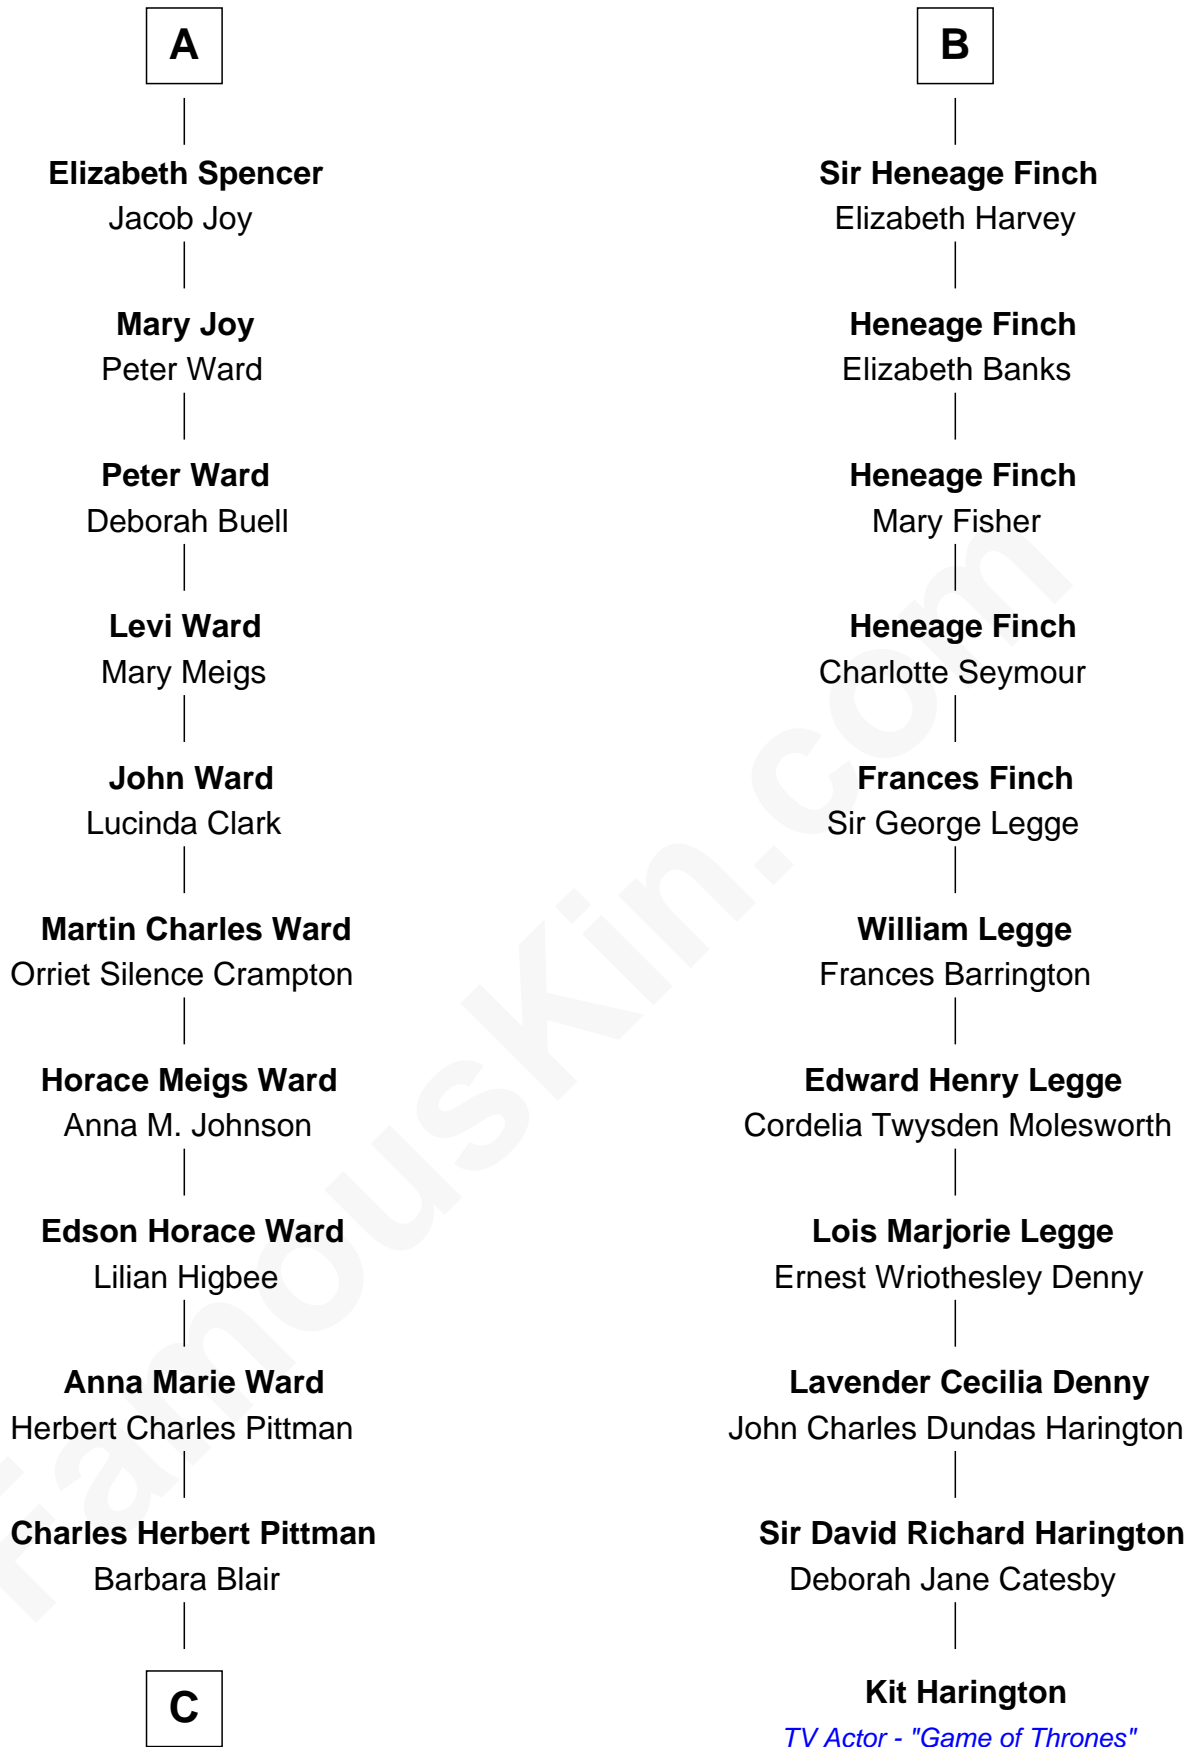 A
Elizabeth Spencer
Jacob Joy
Mary Joy
Peter Ward
Peter Ward
Deborah Buell
Levi Ward
Mary Meigs
John Ward
Lucinda Clark
Martin Charles Ward
Orriet Silence Crampton
Horace Meigs Ward
Anna M. Johnson
Edson Horace Ward
Lilian Higbee
Anna Marie Ward
Herbert Charles Pittman
Charles Herbert Pittman
Barbara Blair
C
B
Sir Heneage Finch
Elizabeth Harvey
Heneage Finch
Elizabeth Banks
Heneage Finch
Mary Fisher
Heneage Finch
Charlotte Seymour
Frances Finch
Sir George Legge
William Legge
Frances Barrington
Edward Henry Legge
Cordelia Twysden Molesworth
Lois Marjorie Legge
Ernest Wriothesley Denny
Lavender Cecilia Denny
John Charles Dundas Harington
Sir David Richard Harington
Deborah Jane Catesby
Kit Harington
TV Actor - "Game of Thrones"
FamousKin.com